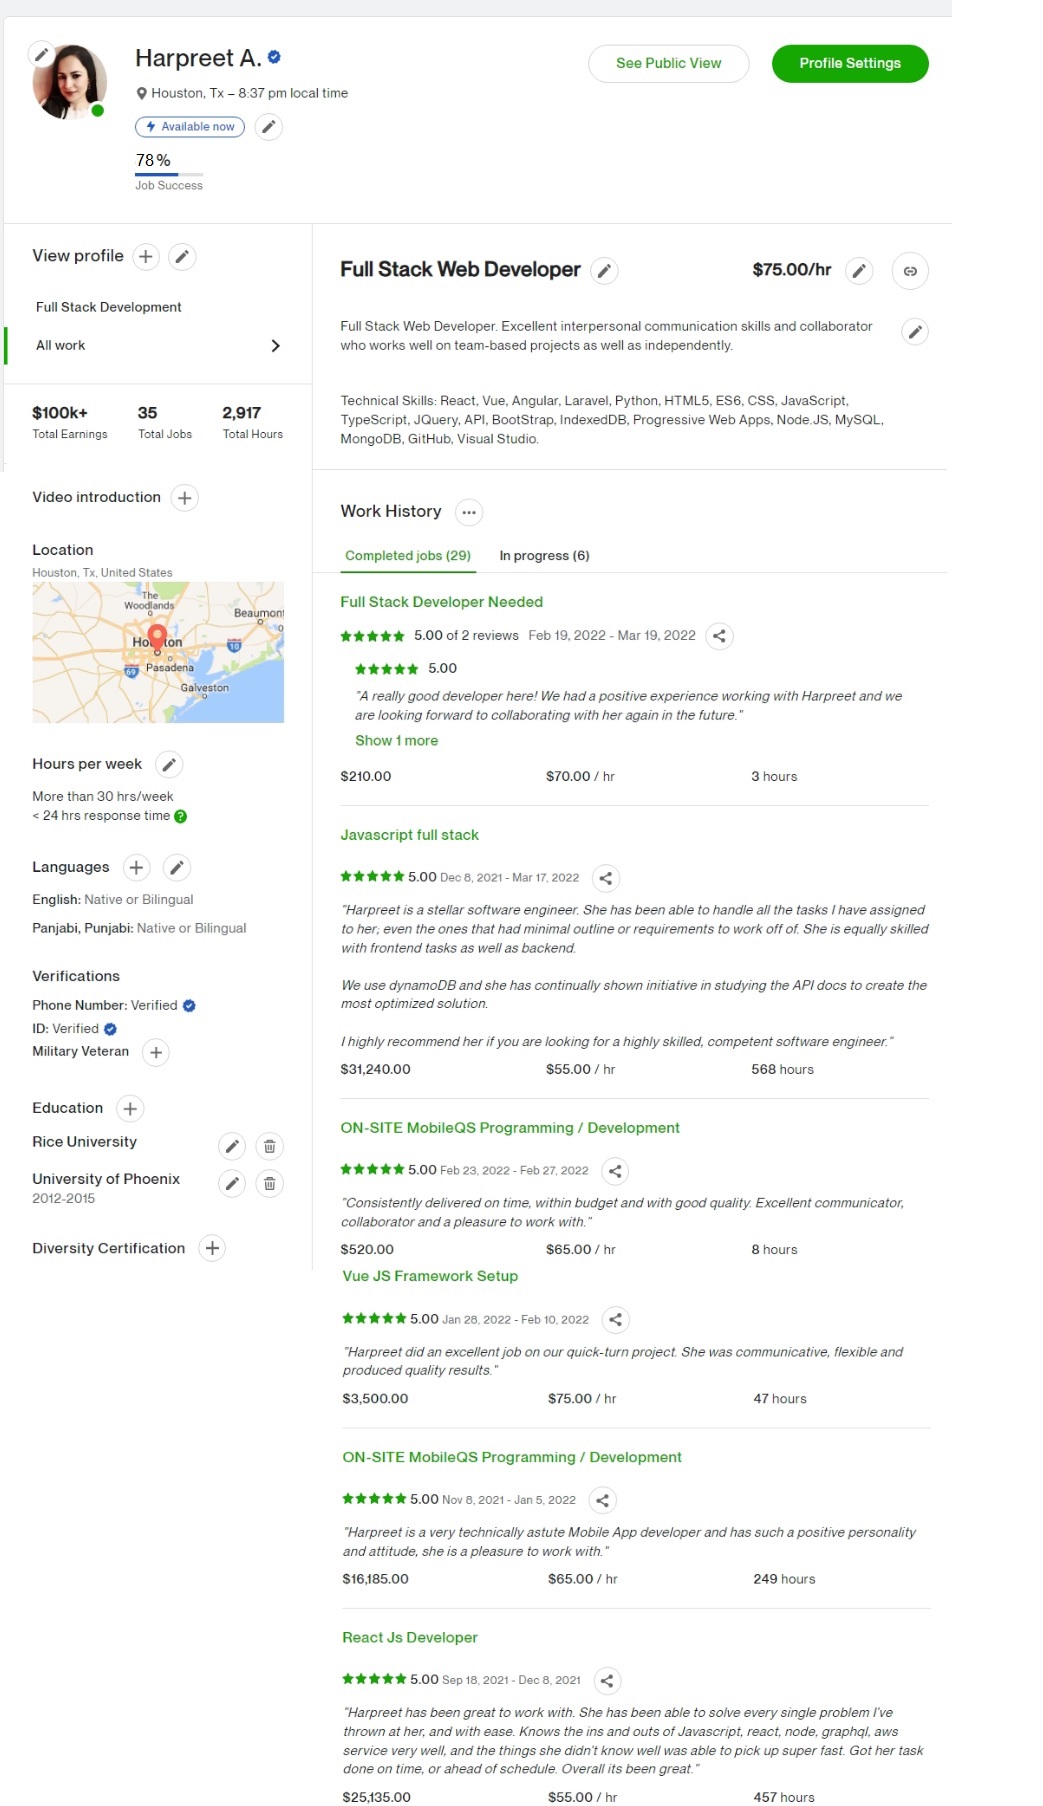 Harpreet A.
See Public View
Profile Settings
Houston, Tx – 8:37 pm local time
Available now
78%
Job Success
View profile
Full Stack Development
All work
$100k+ 35 2,917
Total Earnings Total Jobs Total Hours
Video introduction
Location
Houston, Tx, United States
The
Woodlands
Beaumont
Houston
10
69
Pasadena
Galveston
Hours per week
More than 30 hrs/week
< 24 hrs response time ?
Languages
English: Native or Bilingual
Panjabi, Punjabi: Native or Bilingual
Verifications
Phone Number: Verified
ID: Verified
Military Veteran
Education
Rice University
University of Phoenix
2012-2015
Diversity Certification
Full Stack Web Developer
$75.00/hr
Full Stack Web Developer. Excellent interpersonal communication skills and collaborator
who works well on team-based projects as well as independently.
Technical Skills: React, Vue, Angular, Laravel, Python, HTML5, ES6, CSS, JavaScript,
TypeScript, JQuery, API, BootStrap, IndexedDB, Progressive Web Apps, Node.JS, MySQL,
MongoDB, GitHub, Visual Studio.
Work History
Completed jobs (29) In progress (6)
Full Stack Developer Needed
5.00 of 2 reviews Feb 19, 2022 - Mar 19, 2022
5.00
"A really good developer here! We had a positive experience working with Harpreet and we
are looking forward to collaborating with her again in the future."
Show 1 more
$210.00 $70.00 / hr 3 hours
Javascript full stack
5.00 Dec 8, 2021 - Mar 17, 2022
"Harpreet is a stellar software engineer. She has been able to handle all the tasks I have assigned
to her; even the ones that had minimal outline or requirements to work off of. She is equally skilled
with frontend tasks as well as backend.
We use dynamoDB and she has continually shown initiative in studying the API docs to create the
most optimized solution.
I highly recommend her if you are looking for a highly skilled, competent software engineer."
$31,240.00 $55.00 / hr 568 hours
ON-SITE MobileQS Programming / Development
5.00 Feb 23, 2022 - Feb 27, 2022
"Consistently delivered on time, within budget and with good quality. Excellent communicator,
collaborator and a pleasure to work with."
$520.00 $65.00 / hr 8 hours
Vue JS Framework Setup
5.00 Jan 28, 2022 - Feb 10, 2022
"Harpreet did an excellent job on our quick-turn project. She was communicative, flexible and
produced quality results."
$3,500.00 $75.00 / hr 47 hours
ON-SITE MobileQS Programming / Development
5.00 Nov 8, 2021 - Jan 5, 2022
"Harpreet is a very technically astute Mobile App developer and has such a positive personality
and attitude, she is a pleasure to work with."
$16,185.00 $65.00 / hr 249 hours
React Js Developer
5.00 Sep 18, 2021 - Dec 8, 2021
"Harpreet has been great to work with. She has been able to solve every single problem I've
thrown at her, and with ease. Knows the ins and outs of Javascript, react, node, graphql, aws
service very well, and the things she didn't know well was able to pick up super fast. Got her task
done on time, or ahead of schedule. Overall its been great."
$25,135.00 $55.00 / hr 457 hours